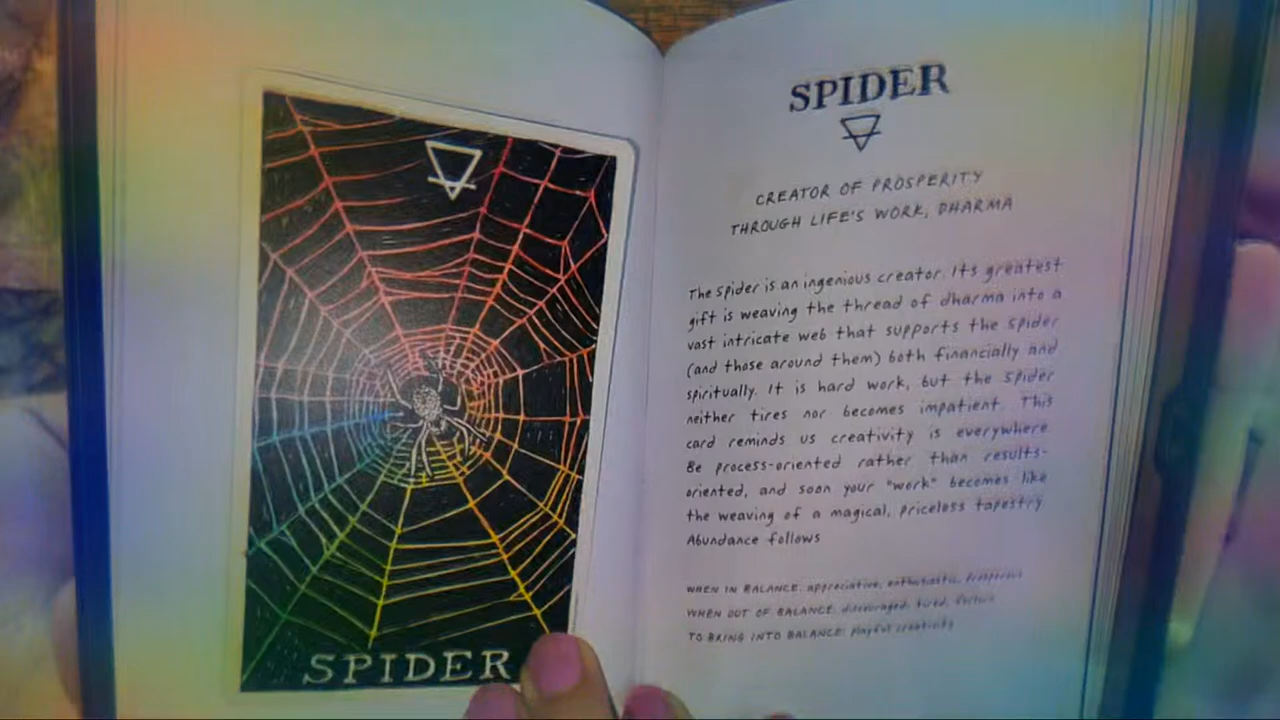 SPIDER
SPIDER
CREATOR OF PROSPERITY
THROUGH LIFE'S WORK, DHARMA
The spider is an ingenious creator. Its greatest
gift is weaving the thread of dharma into a
vast intricate web that supports the spider
(and those around them) both financially and
spiritually. It is hard work, but the spider
neither tires nor becomes impatient. This
card reminds us creativity is everywhere
Be process-oriented rather than results-
oriented, and soon your "work" becomes like
the weaving of a magical, priceless tapestry
Abundance follows
WHEN IN BALANCE: appreciative, enthusiastic, prosperous
WHEN OUT OF BALANCE: discouraged, tired,
TO BRING INTO BALANCE: playful creativity